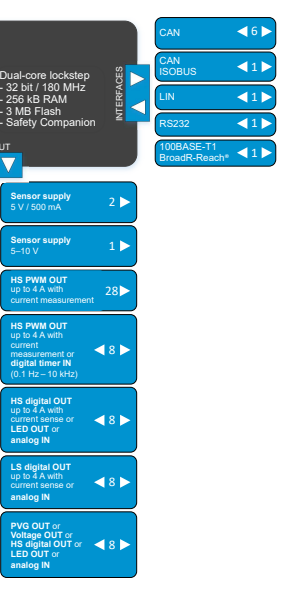 Dual-core lockstep
- 32 bit / 180 MHz
- 256 kB RAM
- 3 MB Flash
- Safety Companion
UT
INTERFACES
CAN
6
CAN
ISOBUS
1
LIN
1
RS232
1
100BASE-T1
BroadR-Reach®
1
Sensor supply
5 V / 500 mA
2
Sensor supply
5–10 V
1
HS PWM OUT
up to 4 A with
current measurement
28
HS PWM OUT
up to 4 A with
current
measurement or
digital timer IN
(0.1 Hz – 10 kHz)
8
HS digital OUT
up to 4 A with
current sense or
LED OUT or
analog IN
8
LS digital OUT
up to 4 A with
current sense or
analog IN
8
PVG OUT or
Voltage OUT or
HS digital OUT or
LED OUT or
analog IN
8